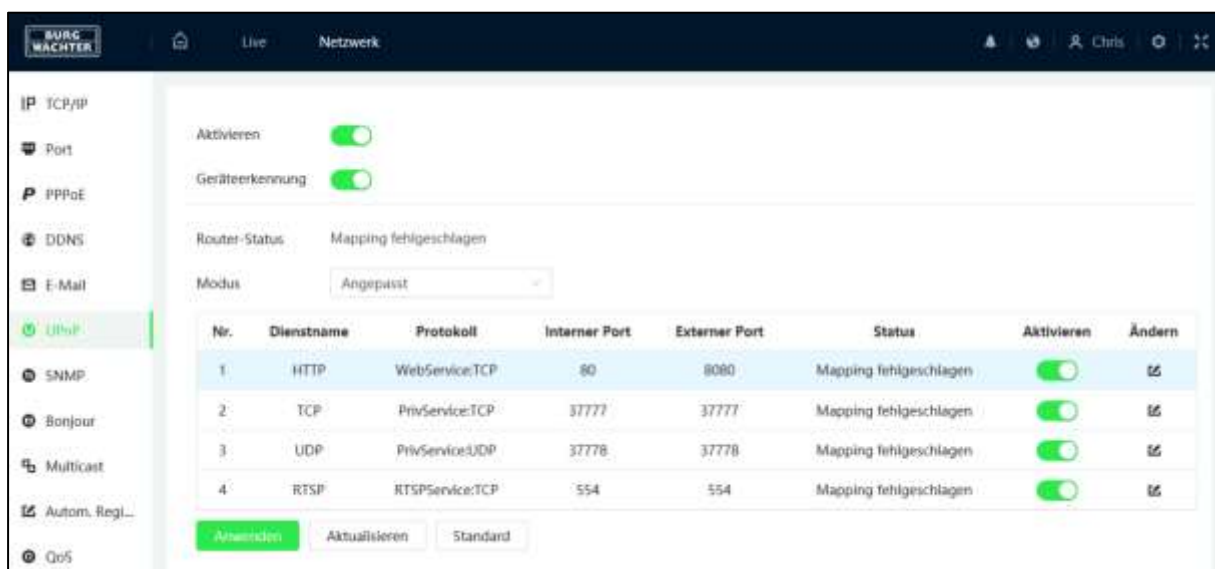 BURG
WÄCHTER
Live Netzwerk Chris
IP TCP/IP
Port
P PPPoE
DDNS
E-Mail
UPnP
SNMP
Bonjour
Multicast
Autom. Regi...
QoS
Aktivieren
Geräteerkennung
Router-Status Mapping fehlgeschlagen
Modus Angepasst
Nr. Dienstname Protokoll Interner Port Externer Port Status Aktivieren Ändern
1 HTTP WebService:TCP 80 8080 Mapping fehlgeschlagen
2 TCP PrivService:TCP 37777 37777 Mapping fehlgeschlagen
3 UDP PrivService:UDP 37778 37778 Mapping fehlgeschlagen
4 RTSP RTSPService:TCP 554 554 Mapping fehlgeschlagen
Anwenden Aktualisieren Standard